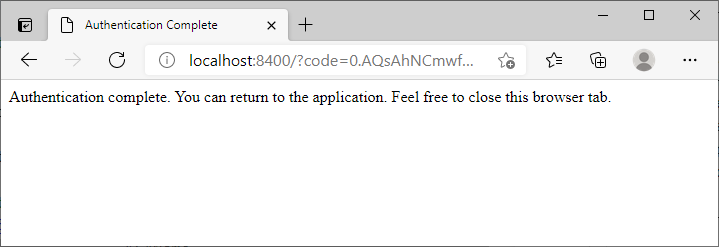 Authentication Complete
localhost:8400/?code=0.AQsAhNCmwf...
Authentication complete. You can return to the application. Feel free to close this browser tab.